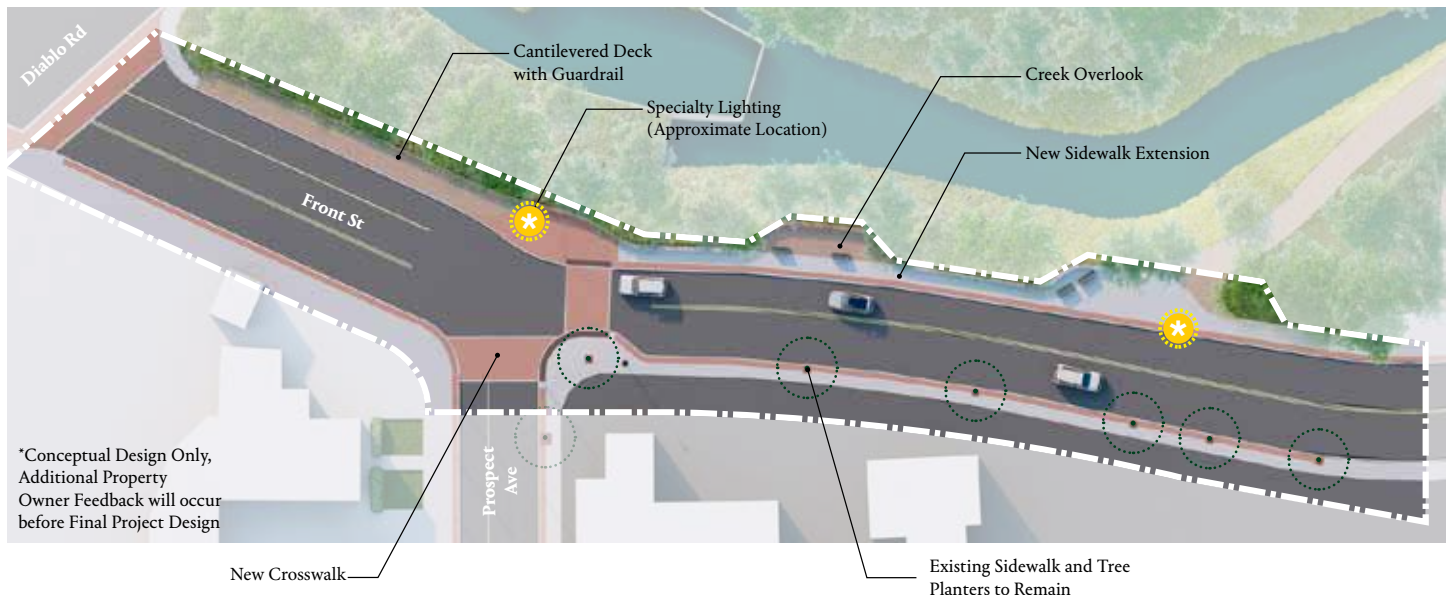 Diablo Rd
Cantilevered Deck
with Guardrail
Specialty Lighting
(Approximate Location)
Creek Overlook
New Sidewalk Extension
Front St
*Conceptual Design Only,
Additional Property
Owner Feedback will occur
before Final Project Design
Prospect
Ave
New Crosswalk
Existing Sidewalk and Tree
Planters to Remain